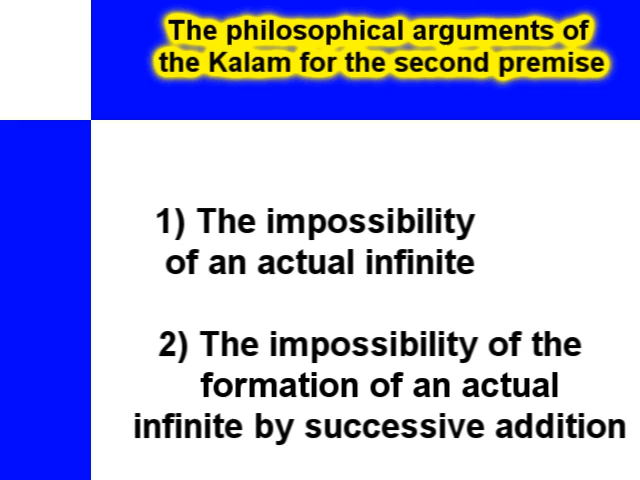 The philosophical arguments of
the Kalam for the second premise
1) The impossibility
of an actual infinite
2) The impossibility of the
formation of an actual
infinite by successive addition